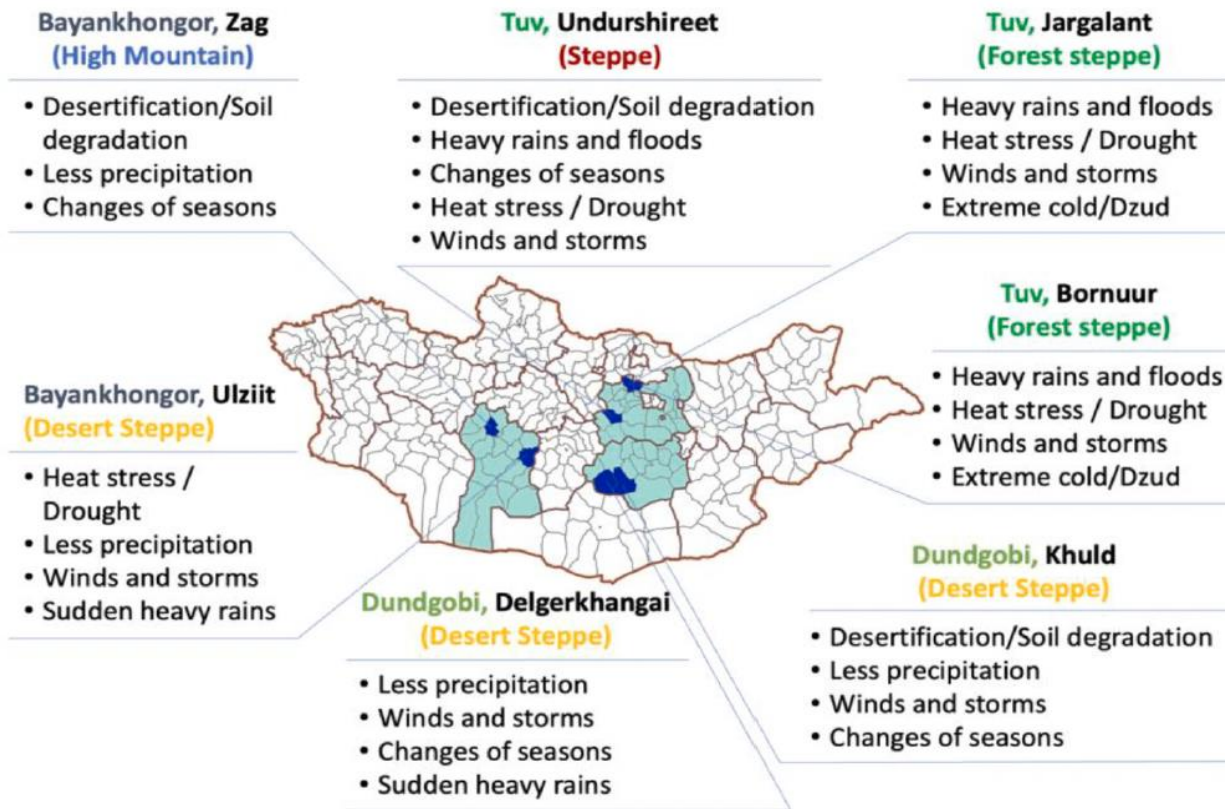 Bayankhongor, Zag
(High Mountain)
• Desertification/Soil
degradation
• Less precipitation
• Changes of seasons
Tuv, Undurshireet
(Steppe)
• Desertification/Soil degradation
• Heavy rains and floods
• Changes of seasons
• Heat stress / Drought
• Winds and storms
Tuv, Jargalant
(Forest steppe)
• Heavy rains and floods
• Heat stress / Drought
• Winds and storms
• Extreme cold/Dzud
Tuv, Bornuur
(Forest steppe)
• Heavy rains and floods
• Heat stress / Drought
• Winds and storms
• Extreme cold/Dzud
Bayankhongor, Ulziit
(Desert Steppe)
• Heat stress /
Drought
• Less precipitation
• Winds and storms
• Sudden heavy rains
Dundgobi, Delgerkhangai
(Desert Steppe)
• Less precipitation
• Winds and storms
• Changes of seasons
• Sudden heavy rains
Dundgobi, Khuld
(Desert Steppe)
• Desertification/Soil degradation
• Less precipitation
• Winds and storms
• Changes of seasons